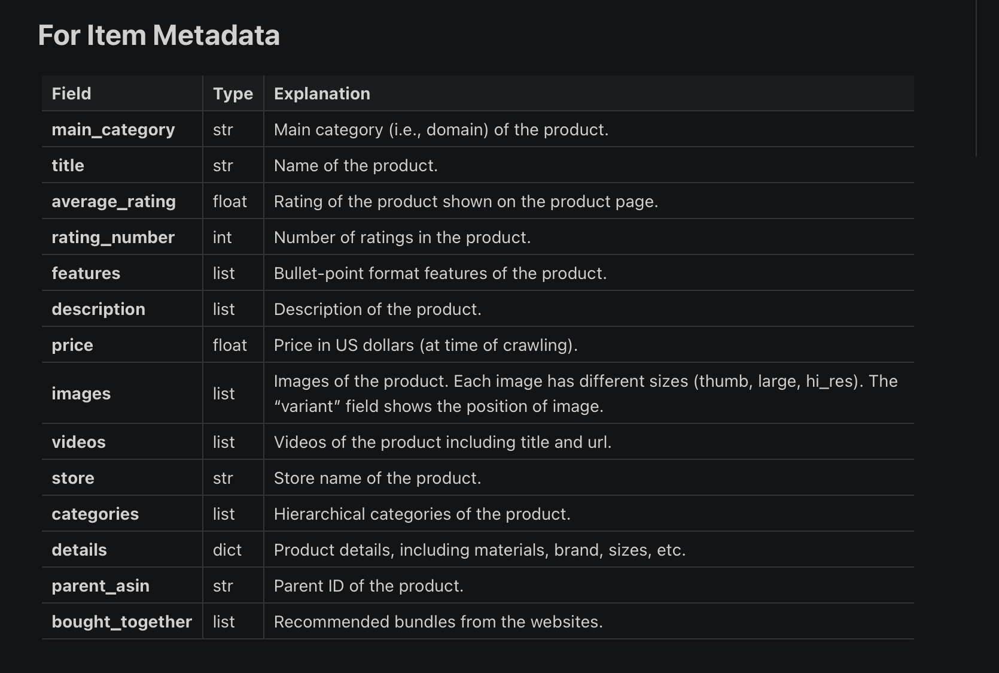 For Item Metadata
Field Type Explanation
main_category str Main category (i.e., domain) of the product.
title str Name of the product.
average_rating float Rating of the product shown on the product page.
rating_number int Number of ratings in the product.
features list Bullet-point format features of the product.
description list Description of the product.
price float Price in US dollars (at time of crawling).
images list Images of the product. Each image has different sizes (thumb, large, hi_res). The
“variant” field shows the position of image.
videos list Videos of the product including title and url.
store str Store name of the product.
categories list Hierarchical categories of the product.
details dict Product details, including materials, brand, sizes, etc.
parent_asin str Parent ID of the product.
bought_together list Recommended bundles from the websites.